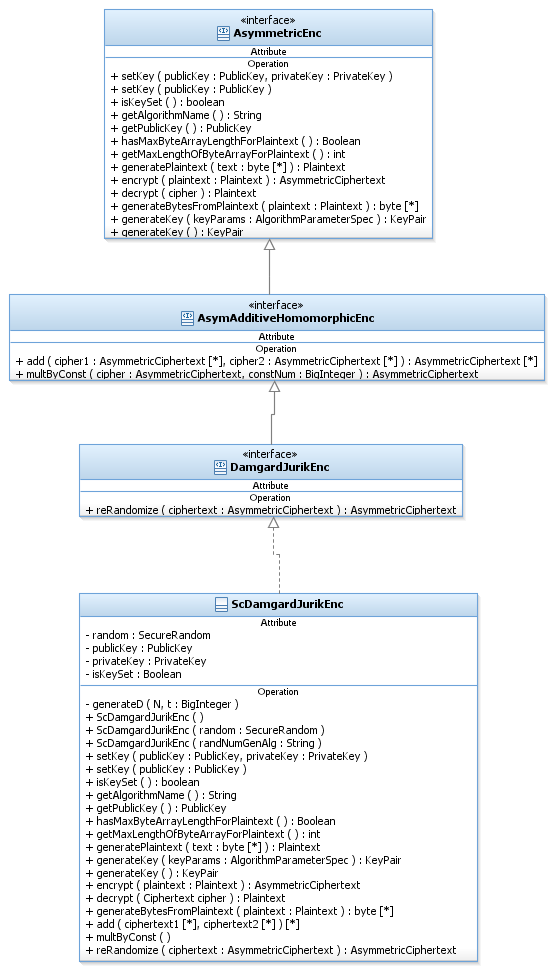 «interface»
AsymmetricEnc
Attribute
Operation
+ setKey ( publicKey : PublicKey, privateKey : PrivateKey )
+ setKey ( publicKey : PublicKey )
+ isKeySet ( ) : boolean
+ getAlgorithmName ( ) : String
+ getPublicKey ( ) : PublicKey
+ hasMaxByteArrayLengthForPlaintext ( ) : Boolean
+ getMaxLengthOfByteArrayForPlaintext ( ) : int
+ generatePlaintext ( text : byte [*] ) : Plaintext
+ encrypt ( plaintext : Plaintext ) : AsymmetricCiphertext
+ decrypt ( cipher ) : Plaintext
+ generateBytesFromPlaintext ( plaintext : Plaintext ) : byte [*]
+ generateKey ( keyParams : AlgorithmParameterSpec ) : KeyPair
+ generateKey ( ) : KeyPair
«interface»
AsymAdditiveHomomorphicEnc
Attribute
Operation
+ add ( cipher1 : AsymmetricCiphertext [*], cipher2 : AsymmetricCiphertext [*] ) : AsymmetricCiphertext [*]
+ multByConst ( cipher : AsymmetricCiphertext, constNum : BigInteger ) : AsymmetricCiphertext
«interface»
DamgardJurikEnc
Attribute
Operation
+ reRandomize ( ciphertext : AsymmetricCiphertext ) : AsymmetricCiphertext
ScDamgardJurikEnc
Attribute
- random : SecureRandom
- publicKey : PublicKey
- privateKey : PrivateKey
- isKeySet : Boolean
Operation
- generateD ( N, t : BigInteger )
+ ScDamgardJurikEnc ( )
+ ScDamgardJurikEnc ( random : SecureRandom )
+ ScDamgardJurikEnc ( randNumGenAlg : String )
+ setKey ( publicKey : PublicKey, privateKey : PrivateKey )
+ setKey ( publicKey : PublicKey )
+ isKeySet ( ) : boolean
+ getAlgorithmName ( ) : String
+ getPublicKey ( ) : PublicKey
+ hasMaxByteArrayLengthForPlaintext ( ) : Boolean
+ getMaxLengthOfByteArrayForPlaintext ( ) : int
+ generatePlaintext ( text : byte [*] ) : Plaintext
+ generateKey ( keyParams : AlgorithmParameterSpec ) : KeyPair
+ generateKey ( ) : KeyPair
+ encrypt ( plaintext : Plaintext ) : AsymmetricCiphertext
+ decrypt ( Ciphertext cipher ) : Plaintext
+ generateBytesFromPlaintext ( plaintext : Plaintext ) : byte [*]
+ add ( ciphertext1 [*], ciphertext2 [*] ) [*]
+ multByConst ( )
+ reRandomize ( ciphertext : AsymmetricCiphertext ) : AsymmetricCiphertext